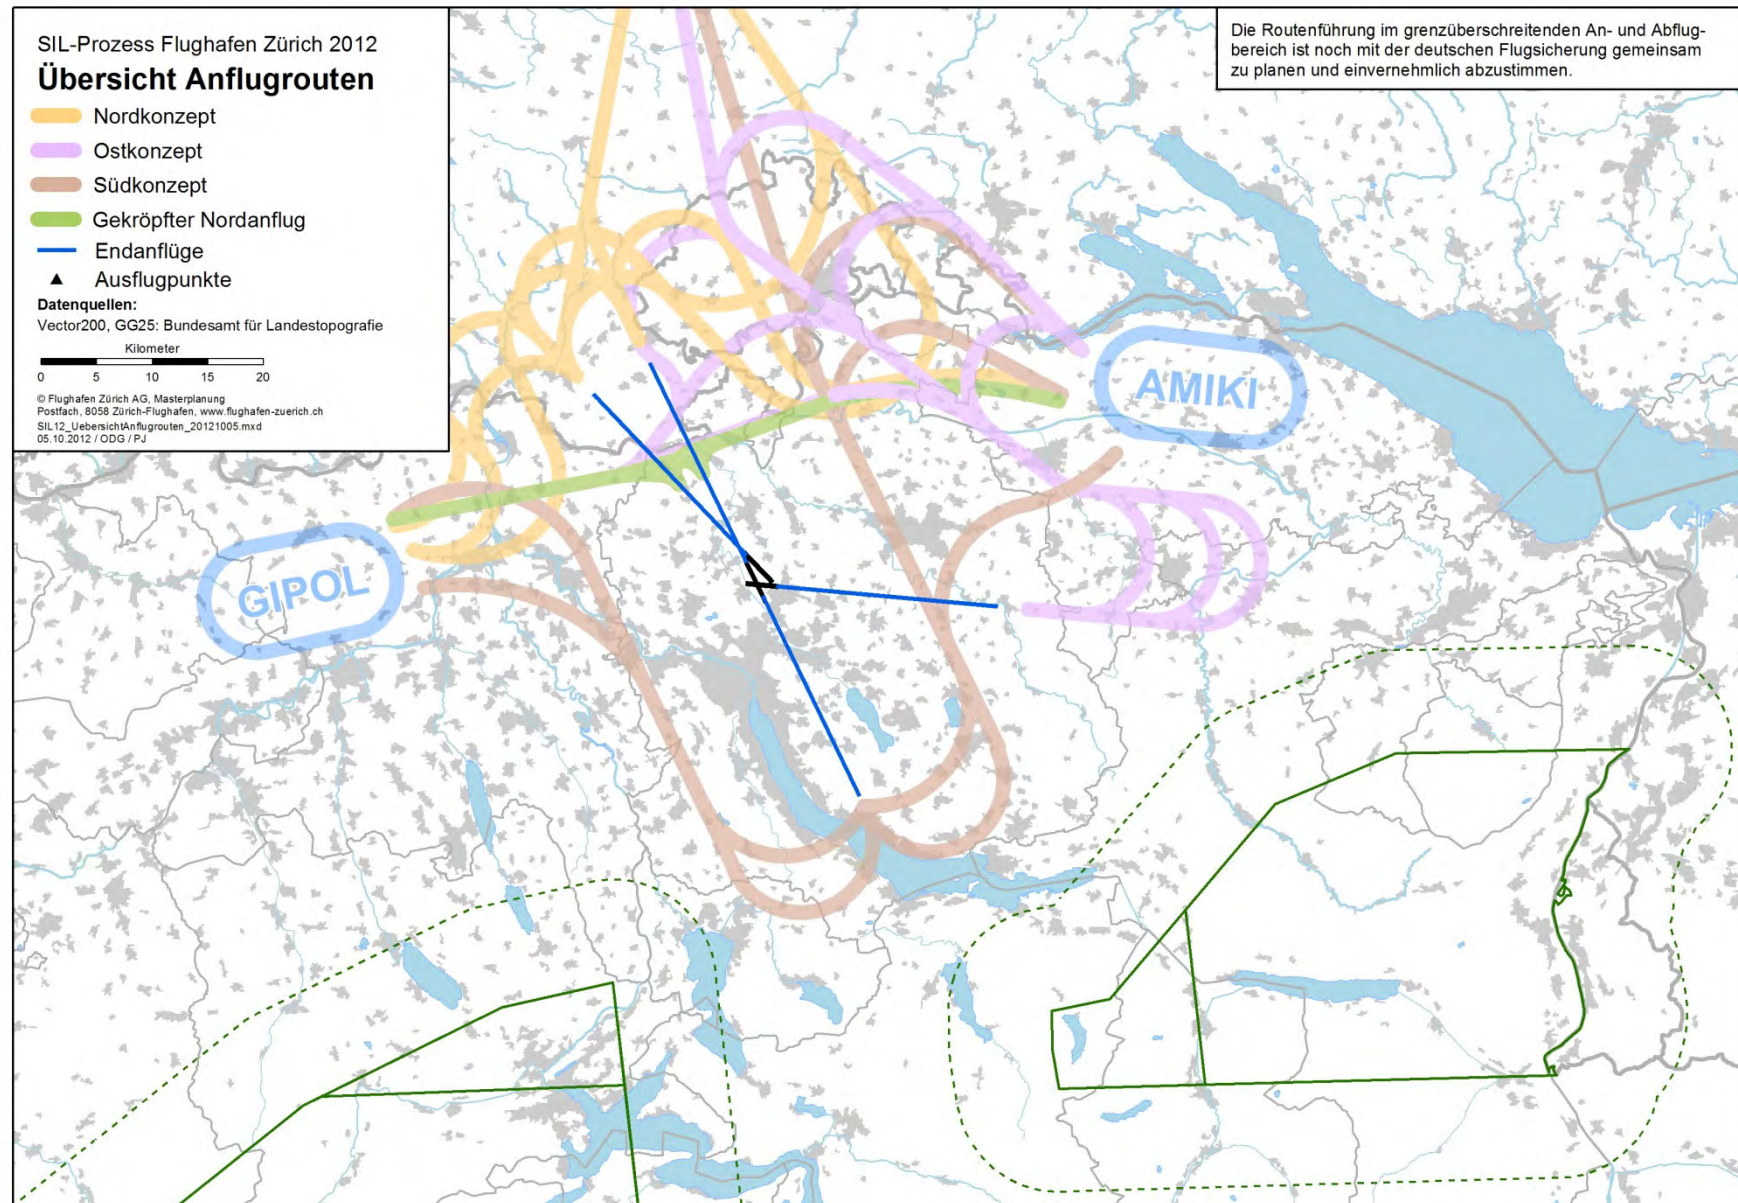 SIL-Prozess Flughafen Zürich 2012
Übersicht Anflugrouten
Nordkonzept
Ostkonzept
Südkonzept
Gekröpfter Nordanflug
Endanflüge
Ausflugpunkte
Datenquellen:
Vector200, GG25: Bundesamt für Landestopografie
Kilometer
0 5 10 15 20
© Flughafen Zürich AG, Masterplanung
Postfach, 8058 Zürich-Flughafen, www.flughafen-zuerich.ch
SIL12_UebersichtAnflugrouten_20121005.mxd
05.10.2012 / ODG / PJ
Die Routenführung im grenzüberschreitenden An- und Abflug-
bereich ist noch mit der deutschen Flugsicherung gemeinsam
zu planen und einvernehmlich abzustimmen.
AMIKI
GIPOL